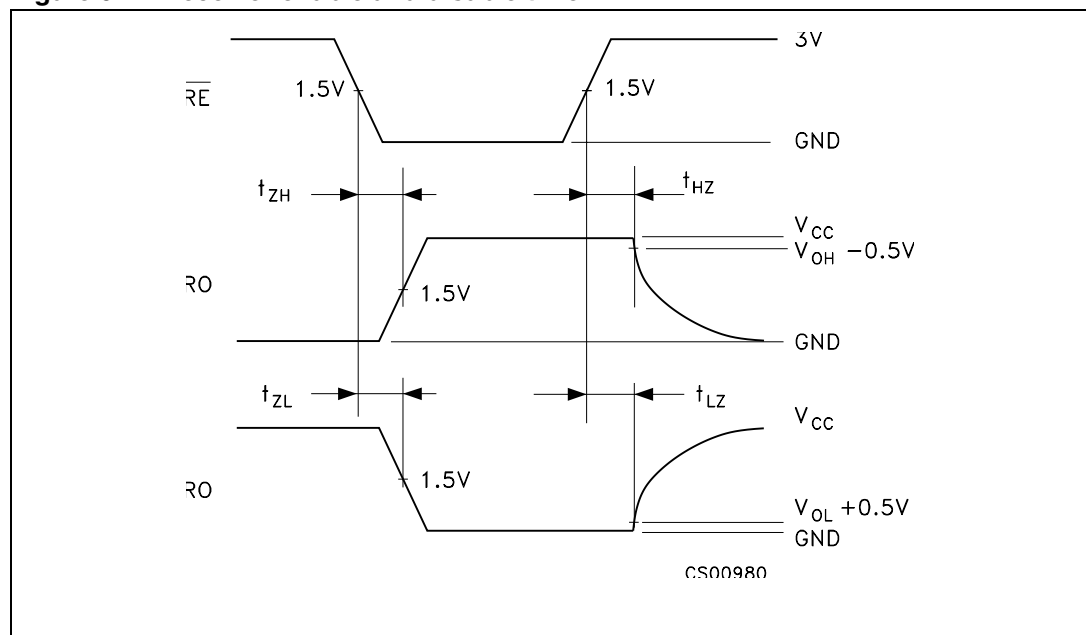 3V
1.5V
1.5V
RE
GND
tZH
tHZ
VCC
VOH −0.5V
RO
1.5V
GND
tZL
tLZ
VCC
1.5V
RO
VOL +0.5V
GND
CS00980